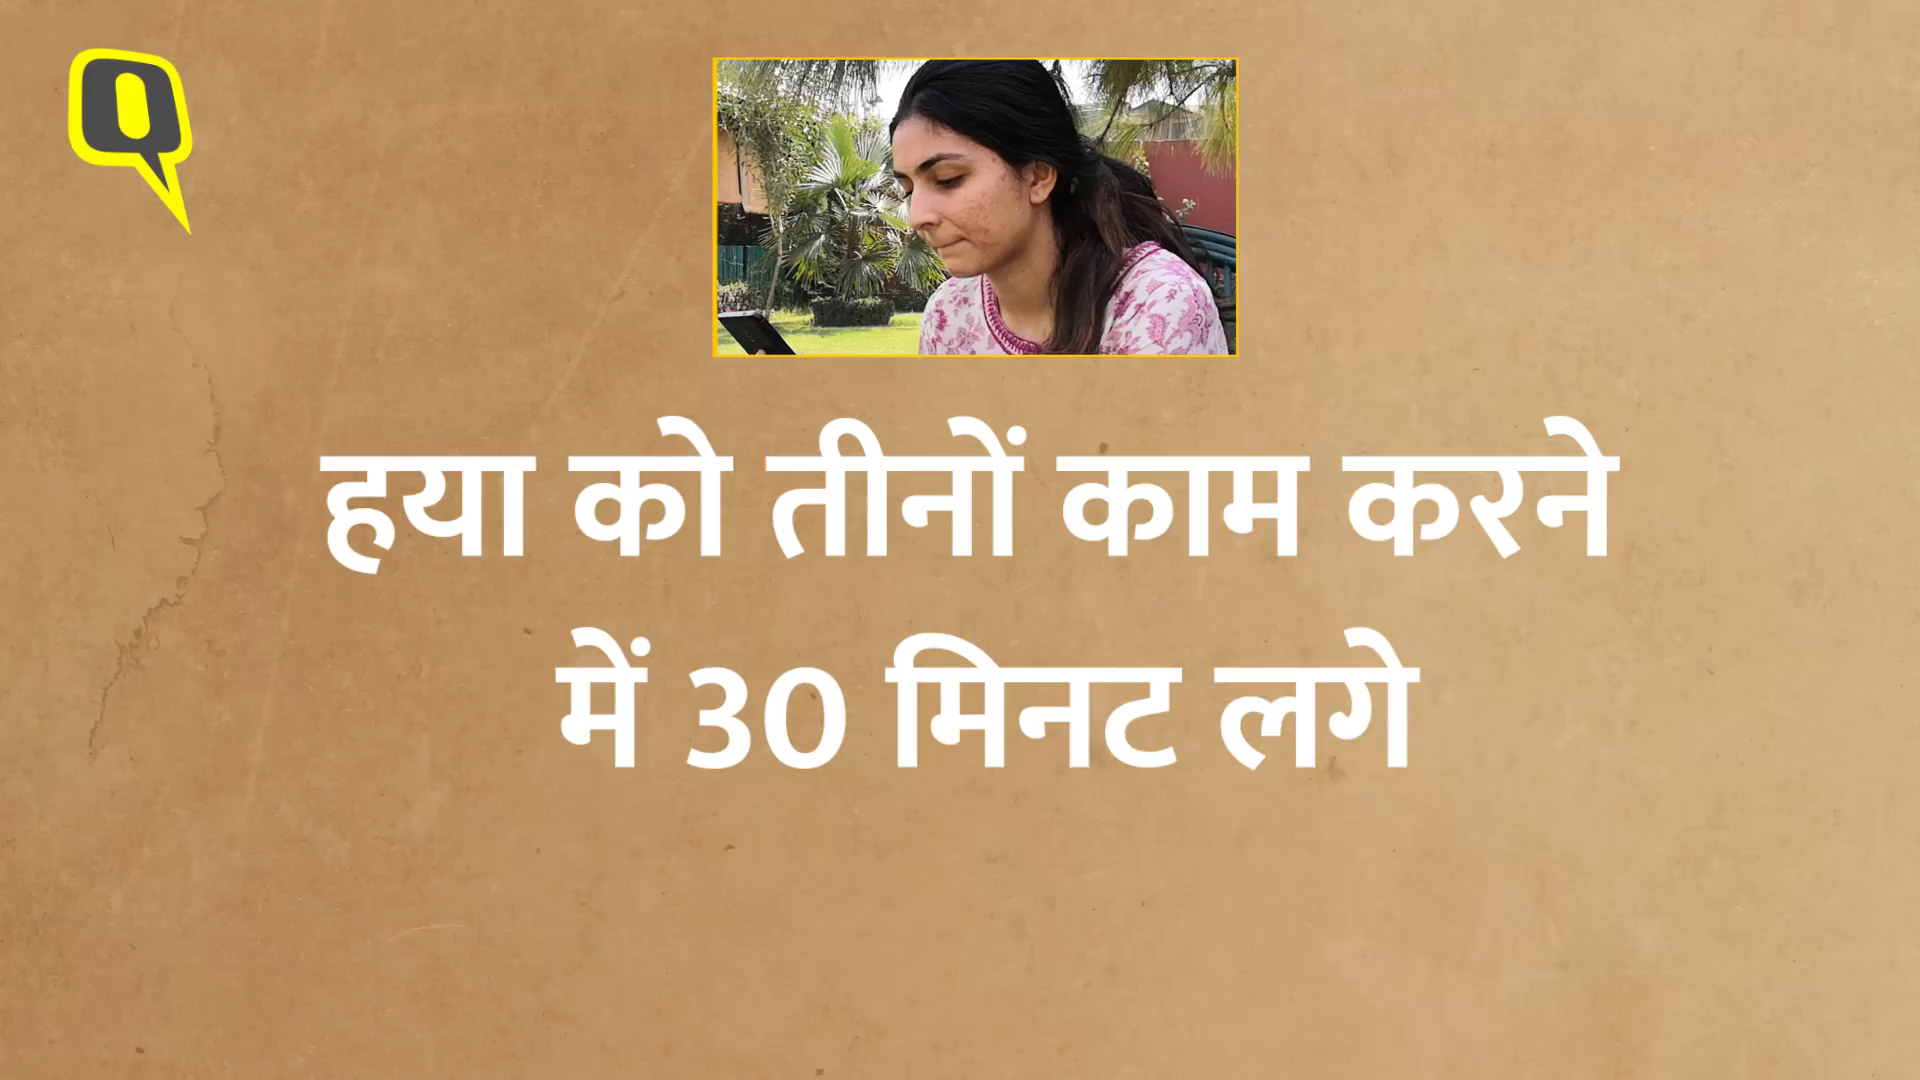 Q
हया को तीनों काम करने
में 30 मिनट लगे